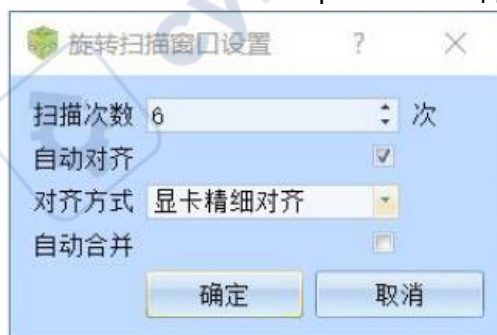 旋转扫描窗口设置 ?
扫描次数 6 次
自动对齐
对齐方式 显卡精细对齐
自动合并
确定 取消